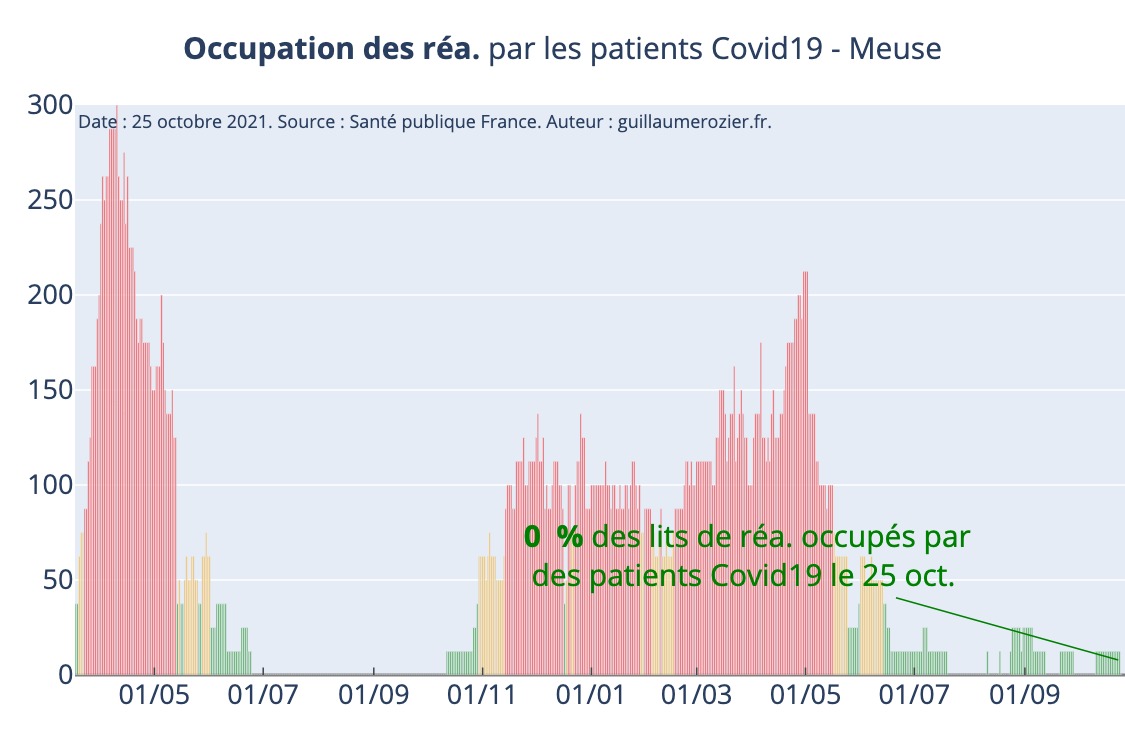 Occupation des réa. par les patients Covid19 - Meuse
300
Date : 25 octobre 2021. Source : Santé publique France. Auteur : guillaumerozier.fr.
250
200
150
100
0 % des lits de réa. occupés par
des patients Covid19 le 25 oct.
50
0
01/05 01/07 01/09 01/11 01/01 01/03 01/05 01/07 01/09